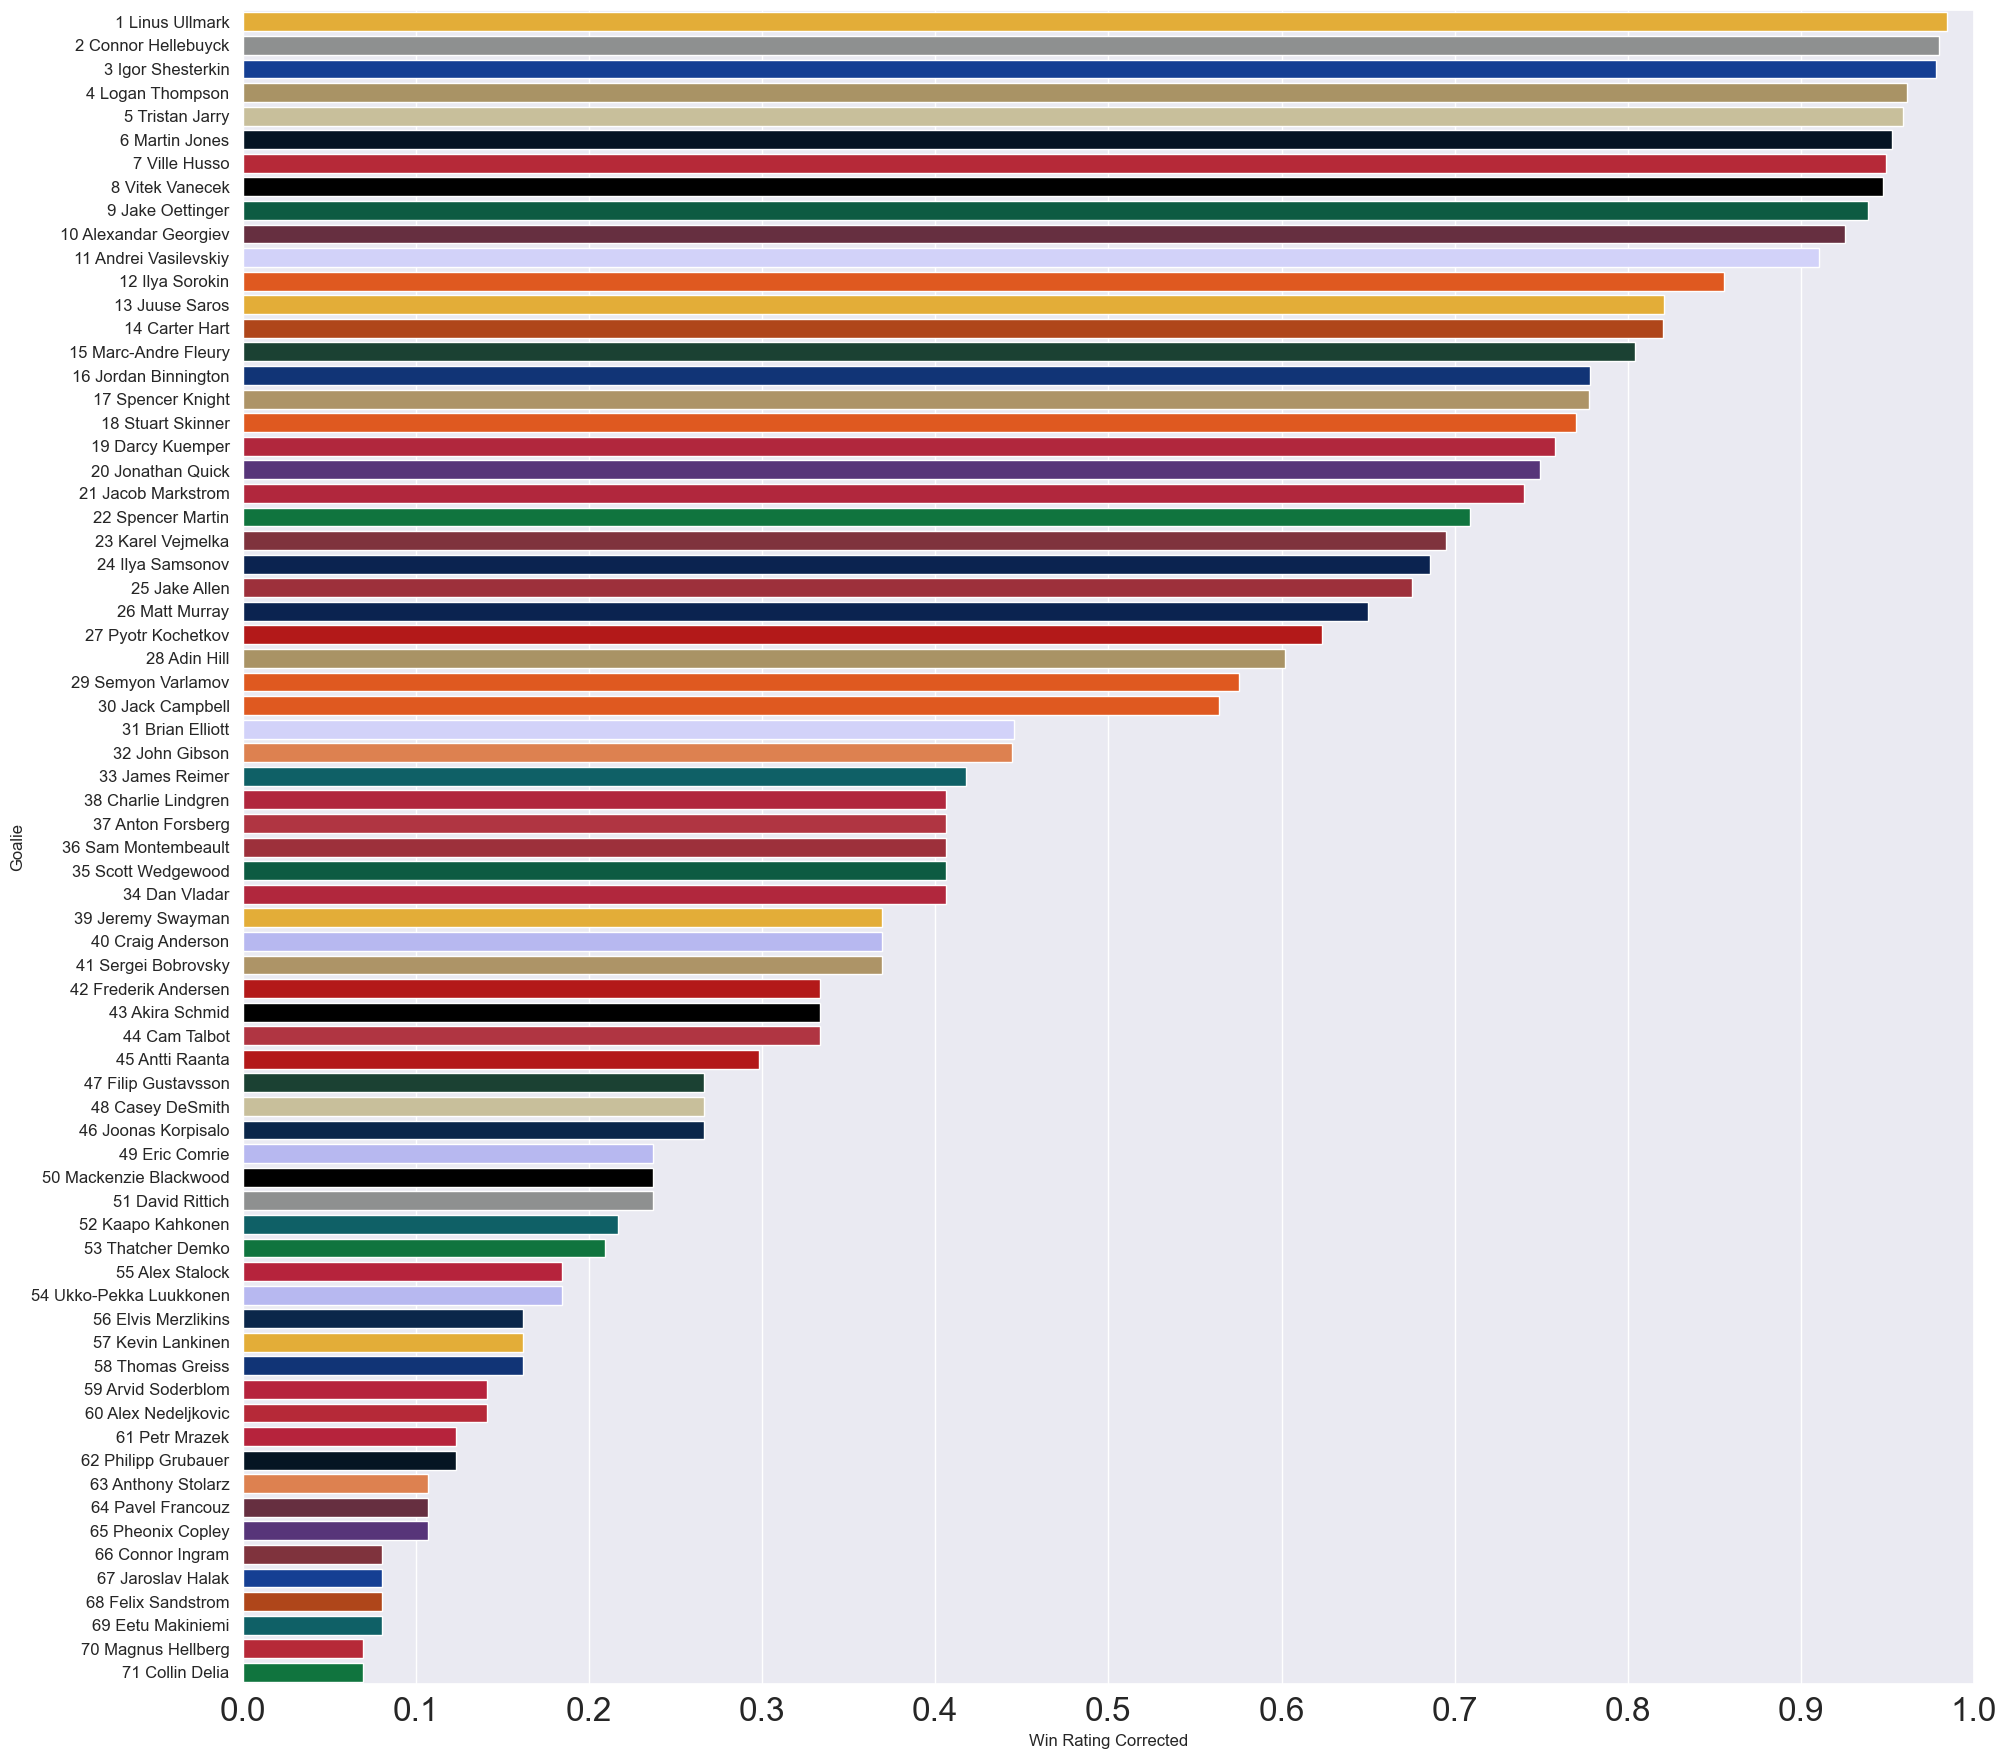 1 Linus Ullmark
2 Connor Hellebuyck
3 Igor Shesterkin
4 Logan Thompson
5 Tristan Jarry
6 Martin Jones
7 Ville Husso
8 Vitek Vanecek
9 Jake Oettinger
10 Alexandar Georgiev
11 Andrei Vasilevskiy
12 Ilya Sorokin
13 Juuse Saros
14 Carter Hart
15 Marc-Andre Fleury
16 Jordan Binnington
17 Spencer Knight
18 Stuart Skinner
19 Darcy Kuemper
20 Jonathan Quick
21 Jacob Markstrom
22 Spencer Martin
23 Karel Vejmelka
24 Ilya Samsonov
25 Jake Allen
26 Matt Murray
27 Pyotr Kochetkov
28 Adin Hill
29 Semyon Varlamov
30 Jack Campbell
31 Brian Elliott
32 John Gibson
33 James Reimer
38 Charlie Lindgren
37 Anton Forsberg
36 Sam Montembeault
35 Scott Wedgewood
34 Dan Vladar
39 Jeremy Swayman
40 Craig Anderson
41 Sergei Bobrovsky
42 Frederik Andersen
43 Akira Schmid
44 Cam Talbot
45 Antti Raanta
47 Filip Gustavsson
48 Casey DeSmith
46 Joonas Korpisalo
49 Eric Comrie
50 Mackenzie Blackwood
51 David Rittich
52 Kaapo Kahkonen
53 Thatcher Demko
55 Alex Stalock
54 Ukko-Pekka Luukkonen
56 Elvis Merzlikins
57 Kevin Lankinen
58 Thomas Greiss
59 Arvid Soderblom
60 Alex Nedeljkovic
61 Petr Mrazek
62 Philipp Grubauer
63 Anthony Stolarz
64 Pavel Francouz
65 Pheonix Copley
66 Connor Ingram
67 Jaroslav Halak
68 Felix Sandstrom
69 Eetu Makiniemi
70 Magnus Hellberg
71 Collin Delia
Goalie
0.0 0.1 0.2 0.3 0.4 0.5 0.6 0.7 0.8 0.9 1.0
Win Rating Corrected